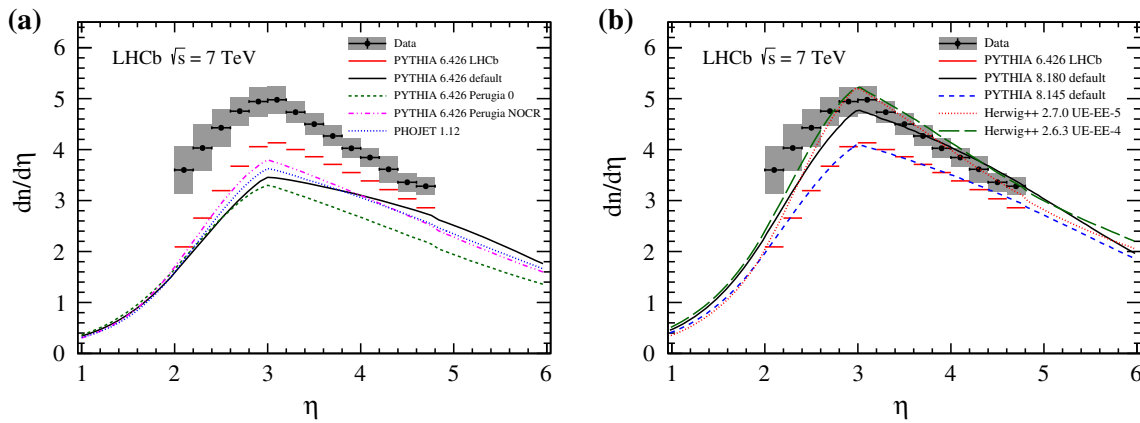 (a)
LHCb √s = 7 TeV
Data
PYTHIA 6.426 LHCb
PYTHIA 6.426 default
PYTHIA 6.426 Perugia 0
PYTHIA 6.426 Perugia NOCR
PHOJET 1.12
dn/dη
6
5
4
3
2
1
0
1 2 3 4 5 6
η
(b)
LHCb √s = 7 TeV
Data
PYTHIA 6.426 LHCb
PYTHIA 8.180 default
PYTHIA 8.145 default
Herwig++ 2.7.0 UE-EE-5
Herwig++ 2.6.3 UE-EE-4
dn/dη
6
5
4
3
2
1
0
1 2 3 4 5 6
η